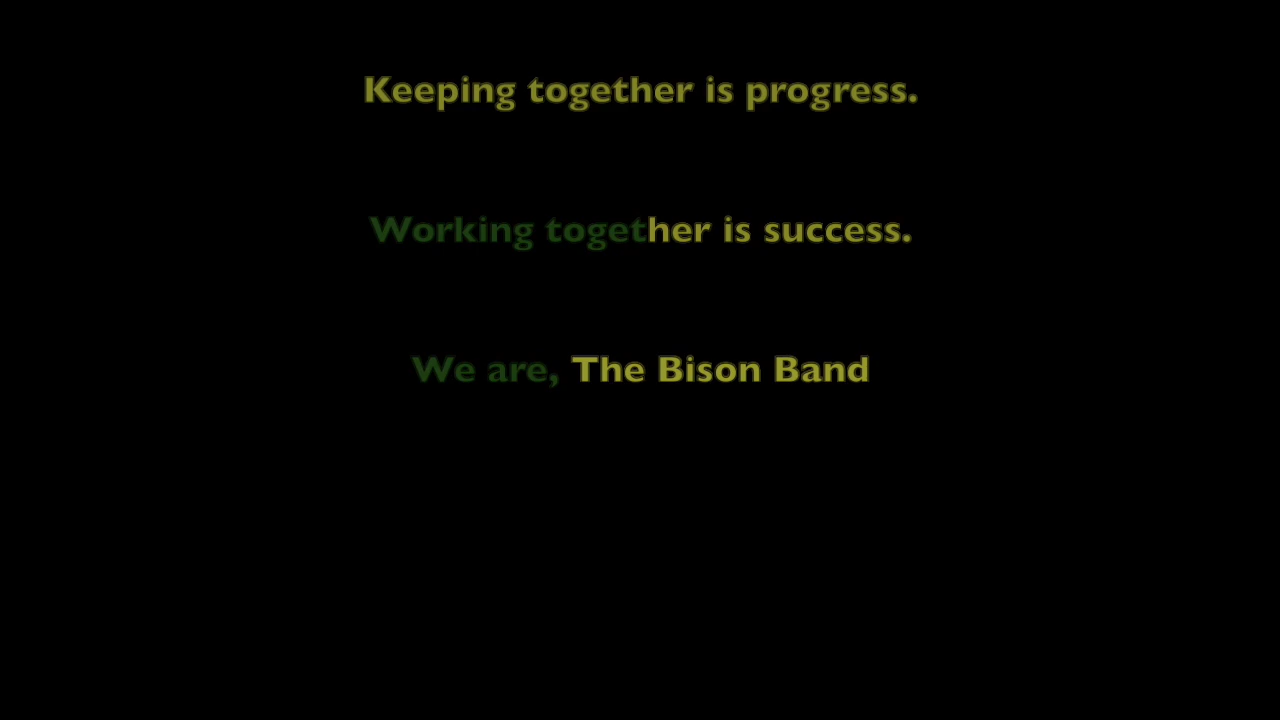 Keeping together is progress.
Working together is success.
We are, The Bison Band